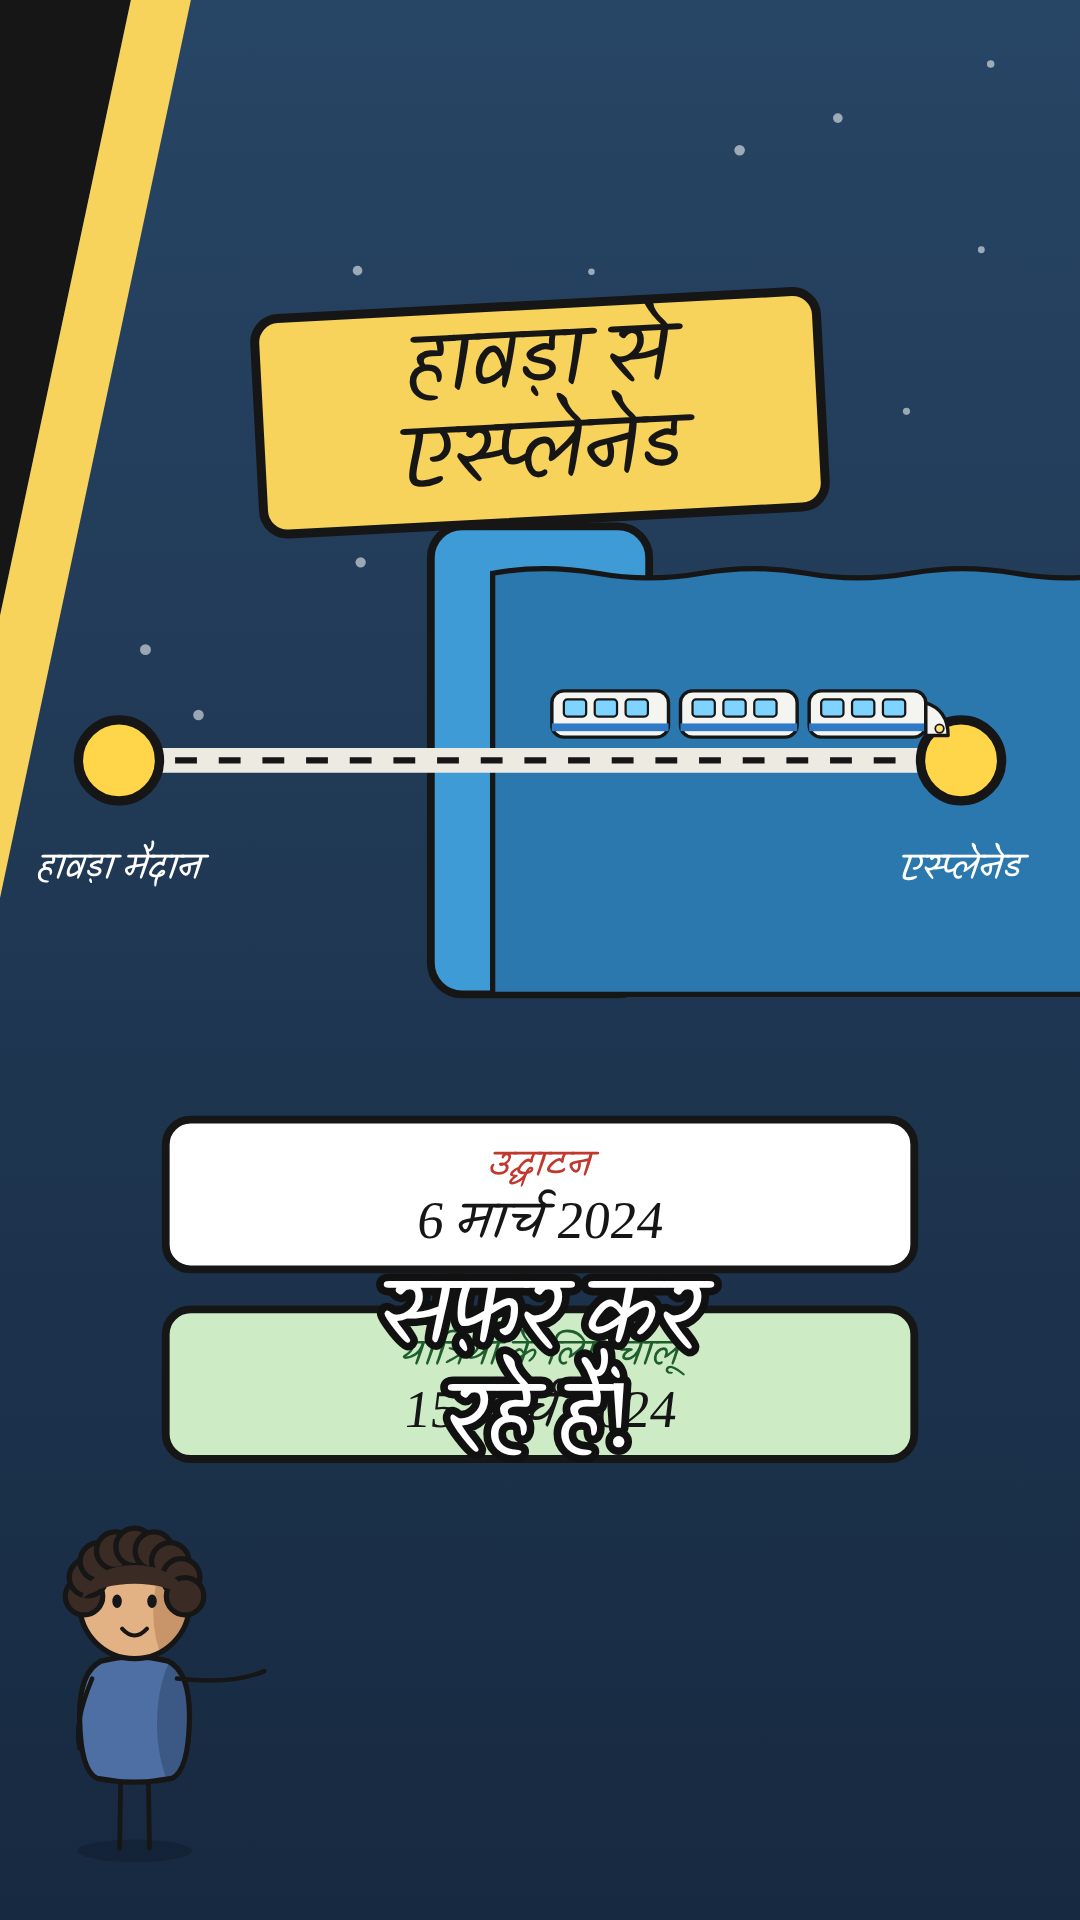 हावड़ा से
एस्प्लेनेड
हावड़ा मैदान
एस्प्लेनेड
उद्घाटन
6 मार्च 2024
सफ़र कर
के चालू
रहे हैं!